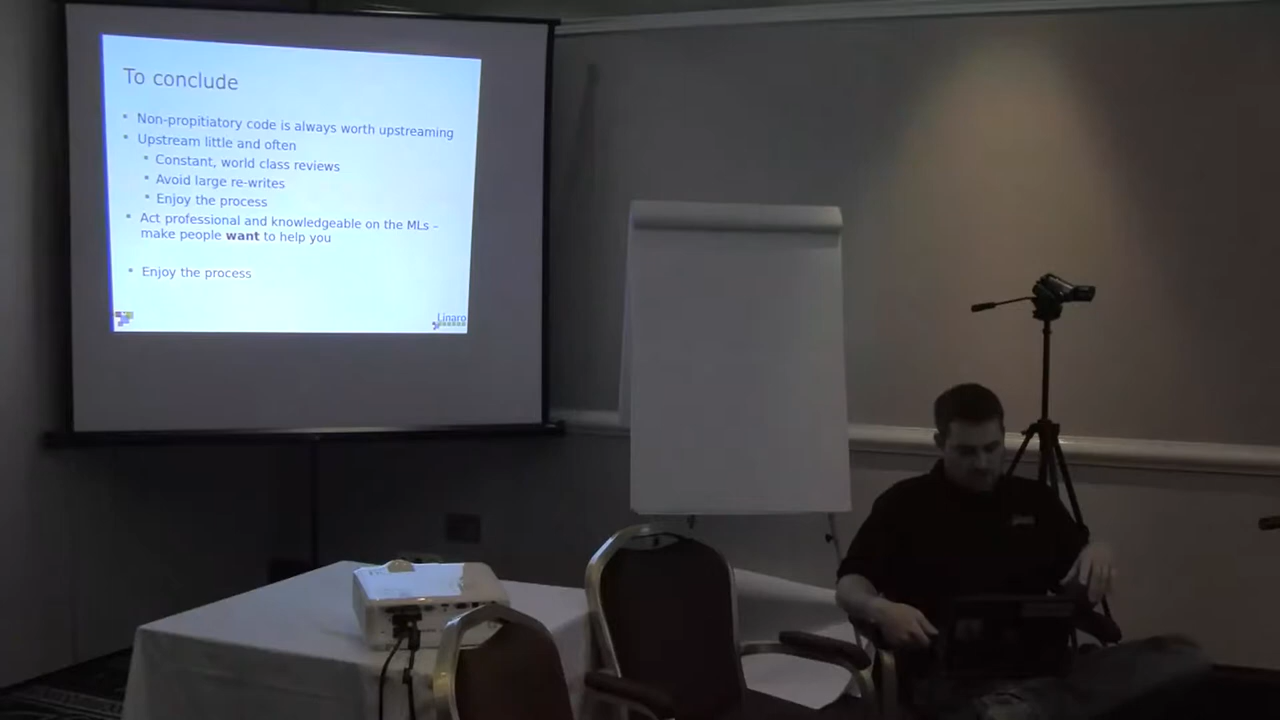 To conclude
Non-propitiatory code is always worth upstreaming
Upstream little and often
Constant, world class reviews
Avoid large re-writes
Enjoy the process
Act professional and knowledgeable on the MLs –
make people want to help you
Enjoy the process
Linaro